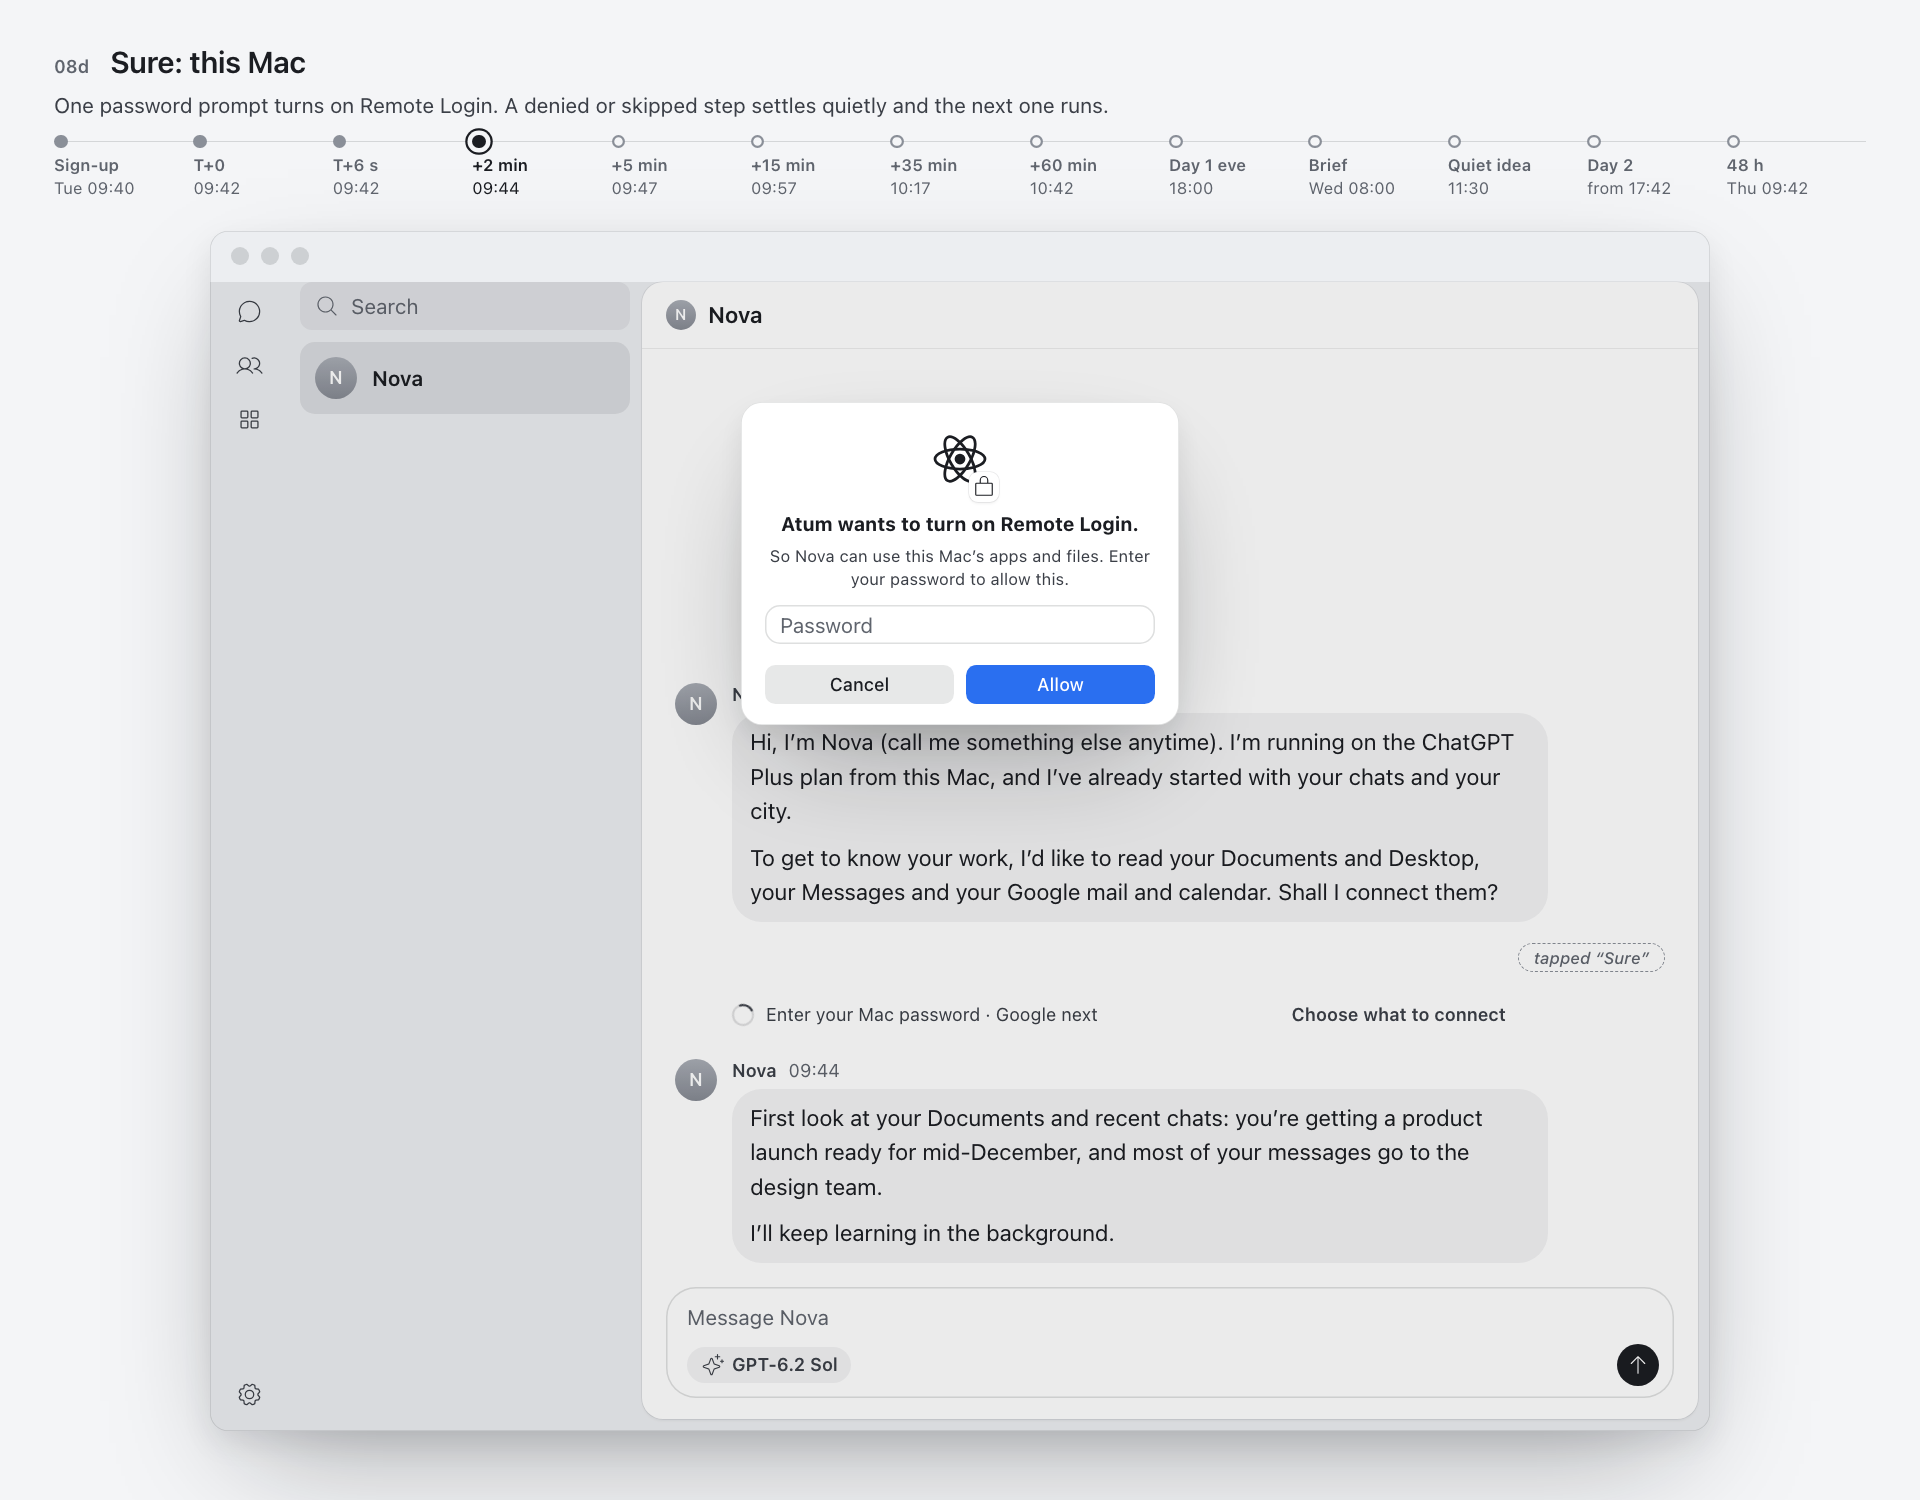 08d Sure: this Mac
One password prompt turns on Remote Login. A denied or skipped step settles quietly and the next one runs.
Sign-up T+0 T+6 s +2 min +5 min +15 min +35 min +60 min Day 1 eve Brief Quiet idea Day 2 48 h
Tue 09:40 09:42 09:42 09:44 09:47 09:57 10:17 10:42 18:00 Wed 08:00 11:30 from 17:42 Thu 09:42
Search
N Nova
N Nova
Atum wants to turn on Remote Login.
So Nova can use this Mac’s apps and files. Enter
your password to allow this.
Password
Cancel Allow
N
Hi, I’m Nova (call me something else anytime). I’m running on the ChatGPT
Plus plan from this Mac, and I’ve already started with your chats and your
city.
To get to know your work, I’d like to read your Documents and Desktop,
your Messages and your Google mail and calendar. Shall I connect them?
tapped “Sure”
Enter your Mac password · Google next Choose what to connect
N Nova 09:44
First look at your Documents and recent chats: you’re getting a product
launch ready for mid-December, and most of your messages go to the
design team.
I’ll keep learning in the background.
Message Nova
GPT-6.2 Sol